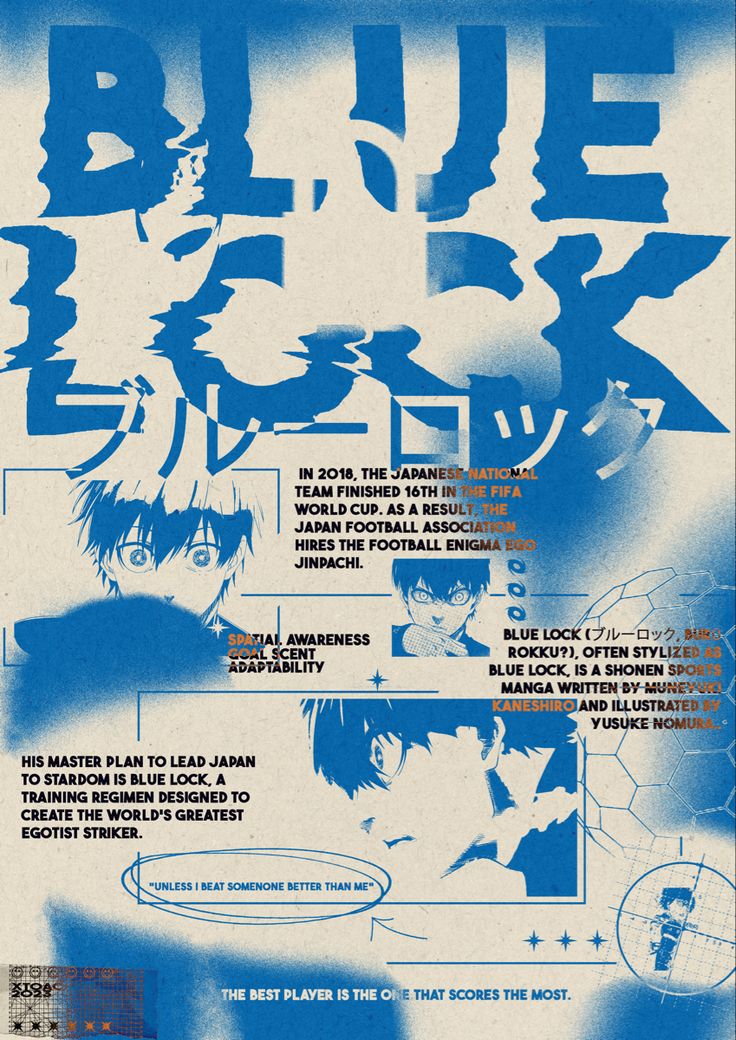 BLUE
LOCK
ブルーロック
IN 2018, THE JAPANESE NATIONAL
TEAM FINISHED 16TH IN THE FIFA
WORLD CUP. AS A RESULT, THE
JAPAN FOOTBALL ASSOCIATION
HIRES THE FOOTBALL ENIGMA EGO
JINPACHI.
SPATIAL AWARENESS
GOAL SCENT
ADAPTABILITY
BLUE LOCK (ブルーロック, BURŌ
ROKKU?), OFTEN STYLIZED AS
BLUE LOCK, IS A SHONEN SPORTS
MANGA WRITTEN BY MUNEYUKI
KANESHIRO AND ILLUSTRATED BY
YUSUKE NOMURA..
HIS MASTER PLAN TO LEAD JAPAN
TO STARDOM IS BLUE LOCK, A
TRAINING REGIMEN DESIGNED TO
CREATE THE WORLD'S GREATEST
EGOTIST STRIKER.
"UNLESS I BEAT SOMENONE BETTER THAN ME"
2023
THE BEST PLAYER IS THE ONE THAT SCORES THE MOST.